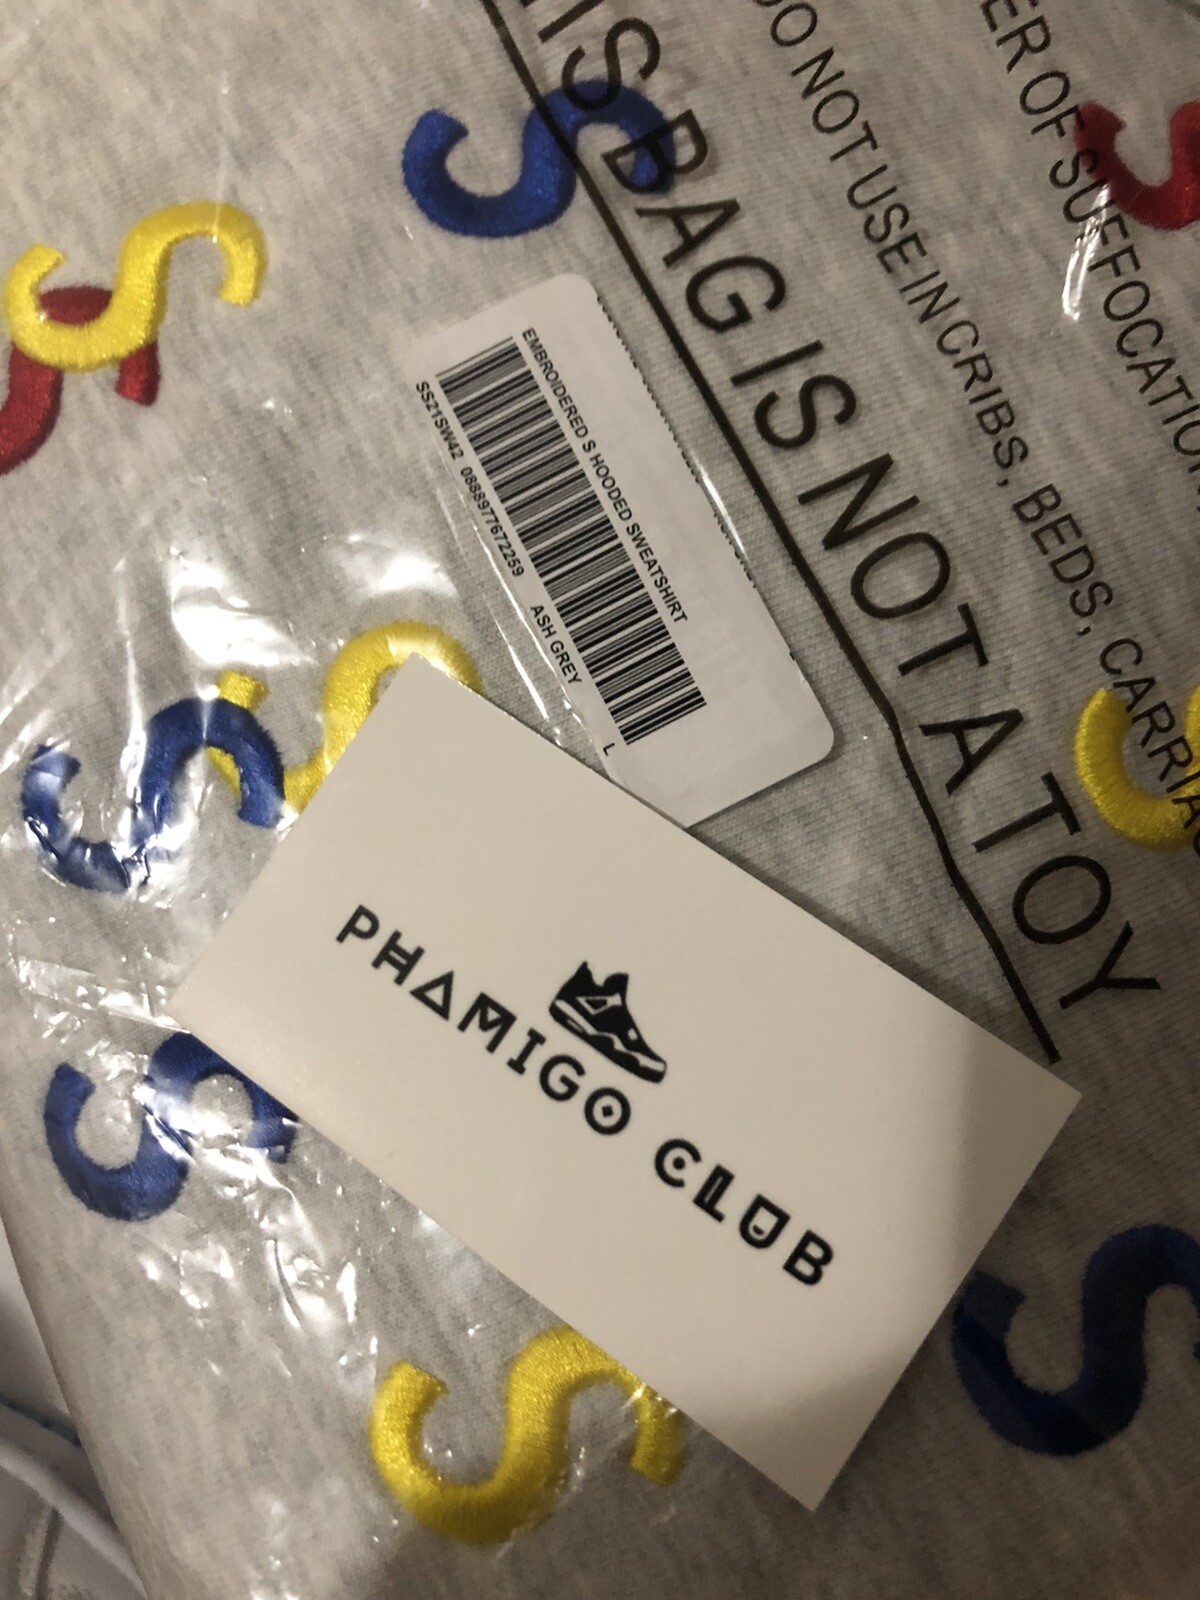 IS BAG IS NOT A TOY
DO NOT USE IN CRIBS, BEDS, CARRIA
ER OF SUFFOCATION
EMBROIDERED S HOODED SWEATSHIRT
SS21SW42 0888977672259 ASH GREY L
PHAMIGO CLUB
S
S
S
S
S
S
S
S